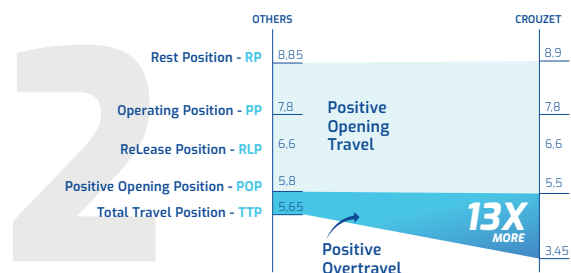 OTHERS CROUZET
Rest Position - RP 8,85 8,9
Operating Position - PP 7,8 7,8
ReLease Position - RLP 6,6 6,6
Positive Opening Position - POP 5,8 5,5
Total Travel Position - TTP 5,65 3,45
Positive
Opening
Travel
13X
MORE
Positive
Overtravel
2